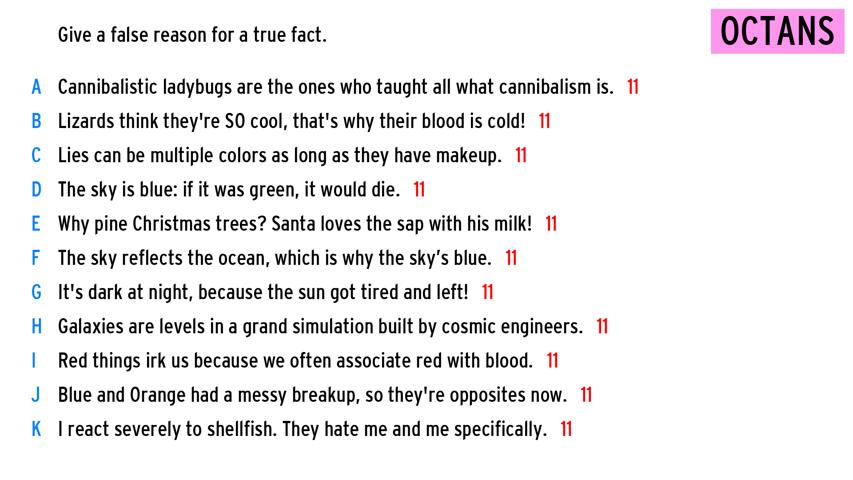 Give a false reason for a true fact.
OCTANS
A Cannibalistic ladybugs are the ones who taught all what cannibalism is. 11
B Lizards think they're SO cool, that's why their blood is cold! 11
C Lies can be multiple colors as long as they have makeup. 11
D The sky is blue: if it was green, it would die. 11
E Why pine Christmas trees? Santa loves the sap with his milk! 11
F The sky reflects the ocean, which is why the sky’s blue. 11
G It's dark at night, because the sun got tired and left! 11
H Galaxies are levels in a grand simulation built by cosmic engineers. 11
I Red things irk us because we often associate red with blood. 11
J Blue and Orange had a messy breakup, so they're opposites now. 11
K I react severely to shellfish. They hate me and me specifically. 11